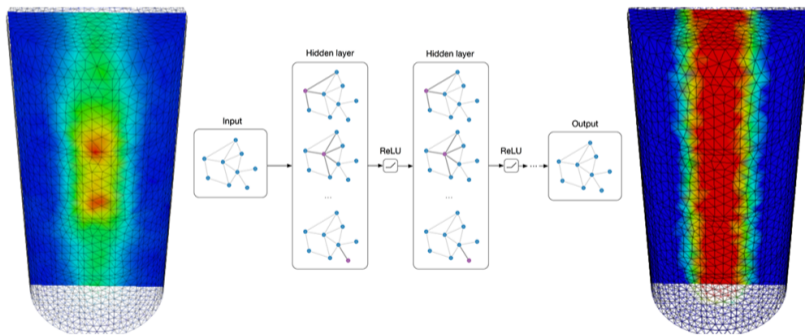 Hidden layer
Hidden layer
Input
Output
ReLU
ReLU
...
...
...